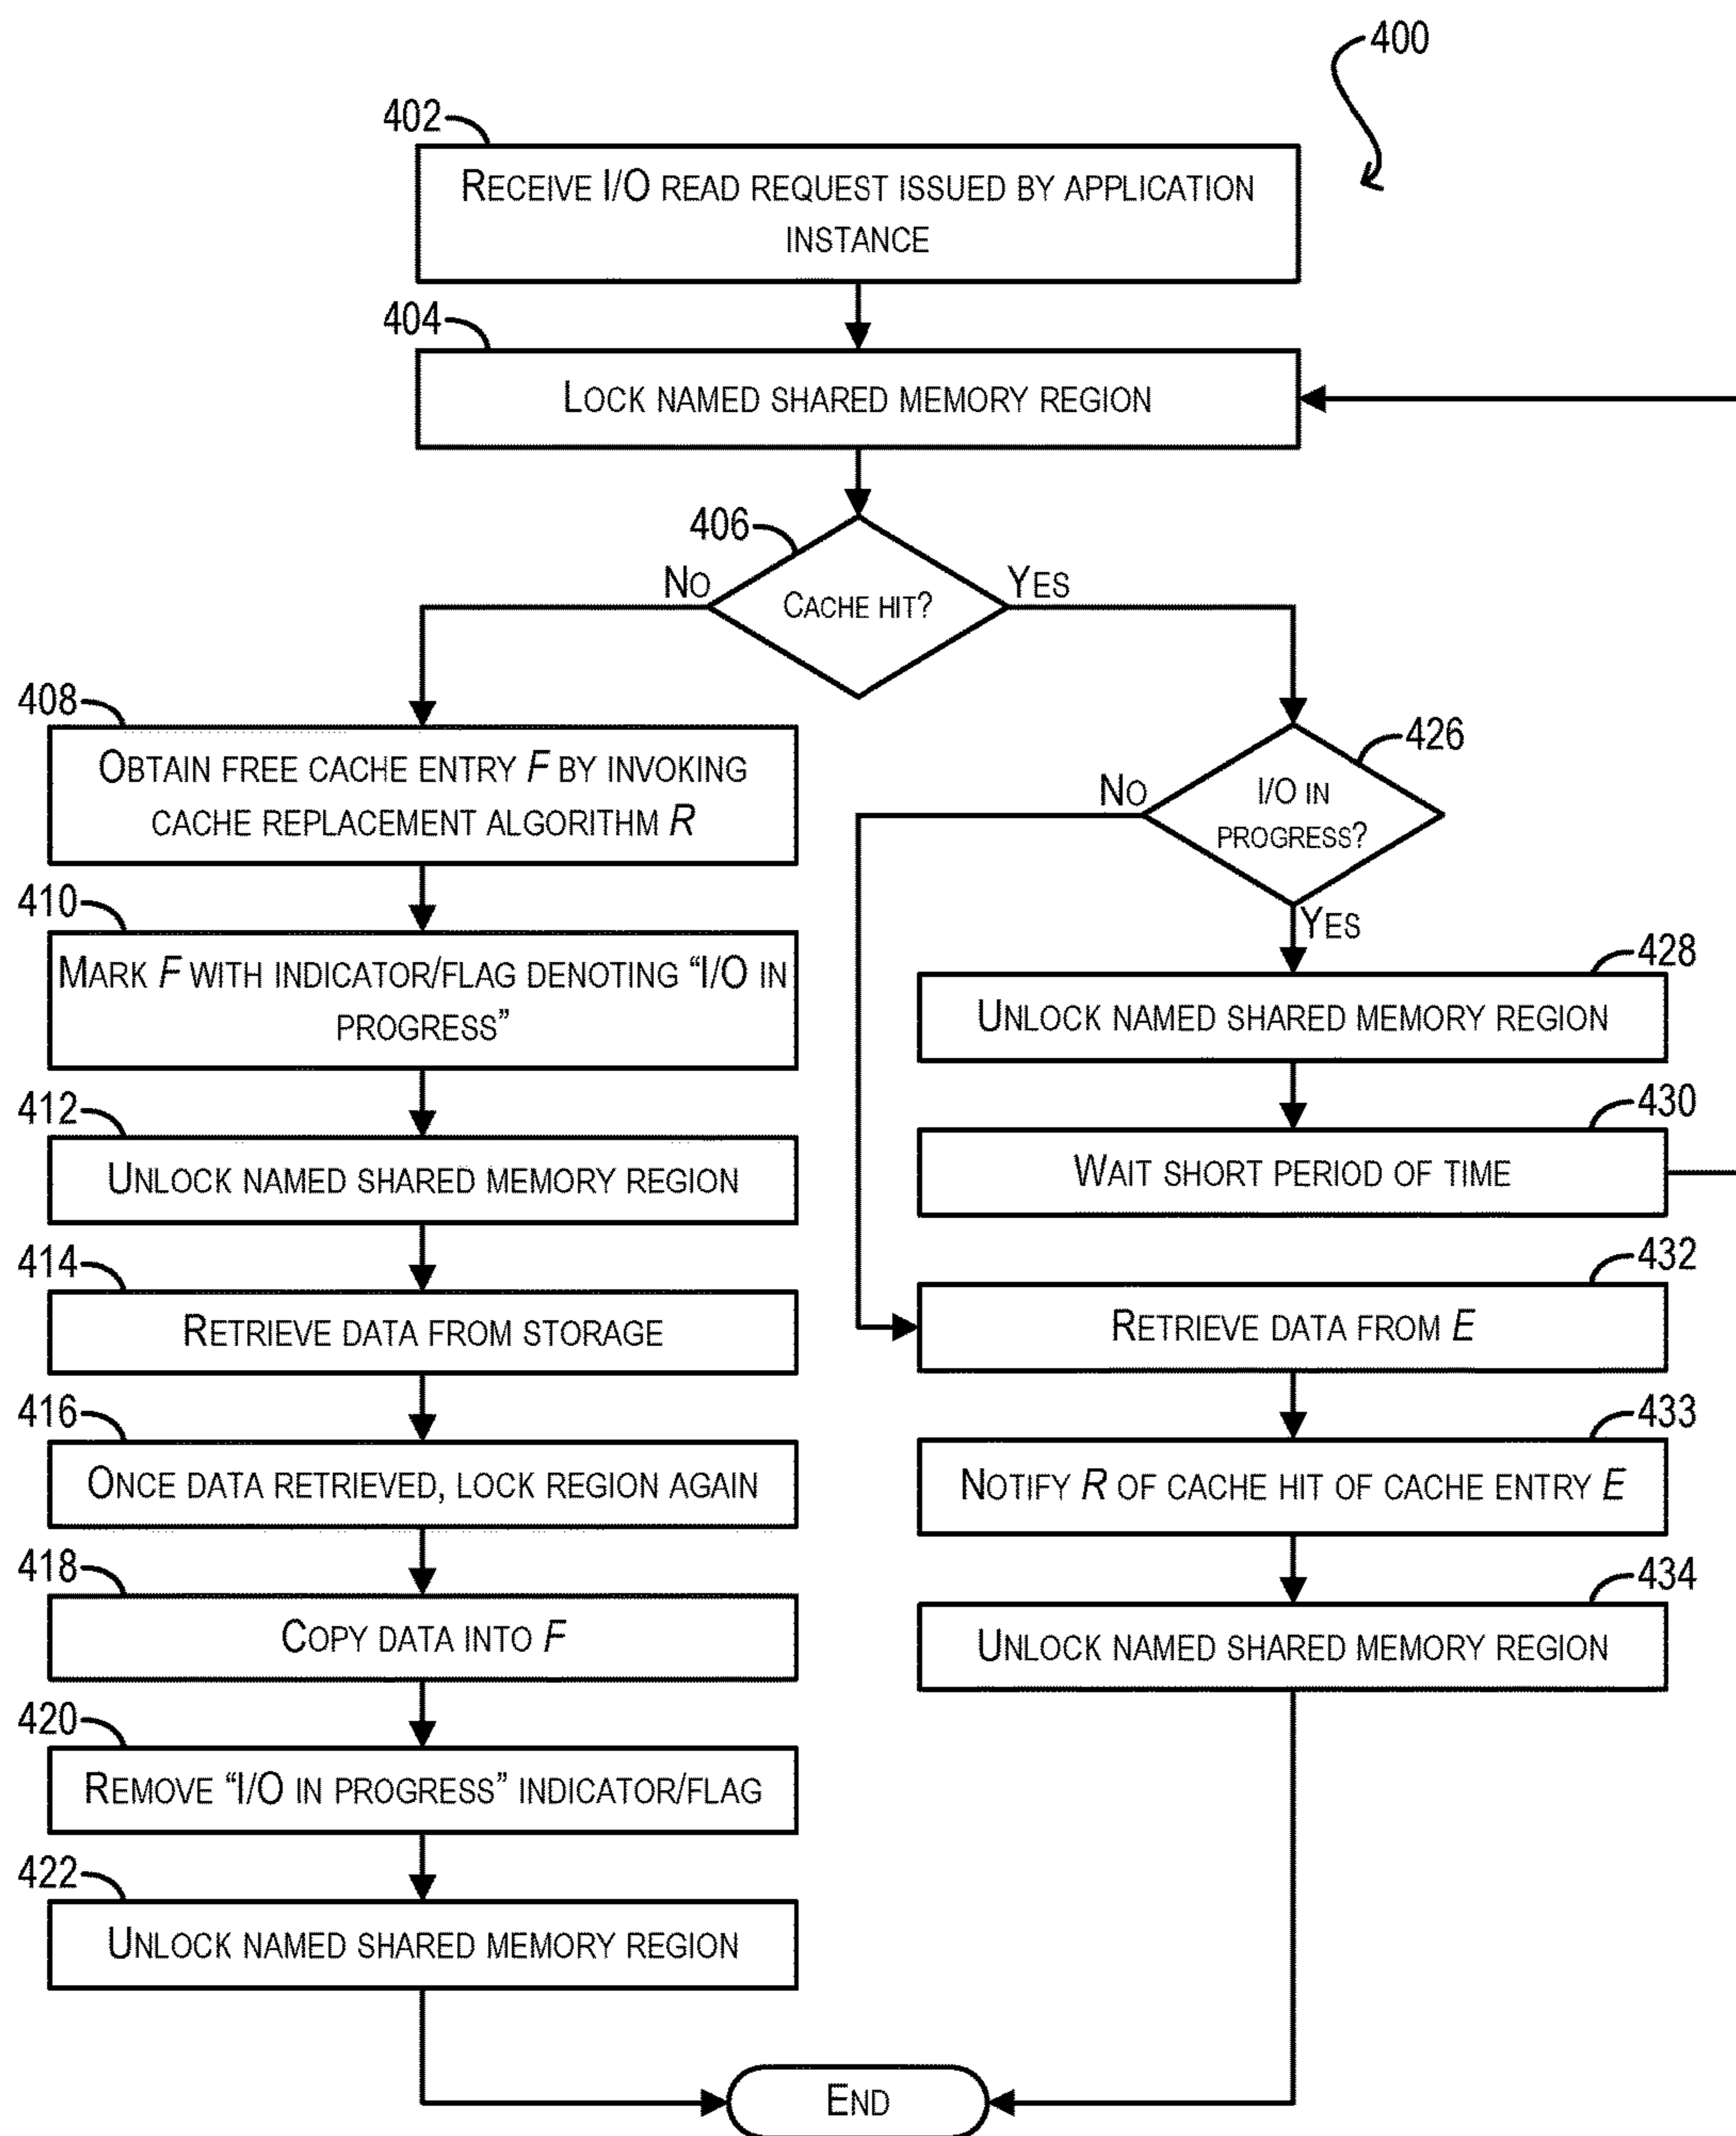 400
402
RECEIVE I/O READ REQUEST ISSUED BY APPLICATION
INSTANCE
404
LOCK NAMED SHARED MEMORY REGION
406
CACHE HIT?
NO
YES
408
OBTAIN FREE CACHE ENTRY F BY INVOKING
CACHE REPLACEMENT ALGORITHM R
410
MARK F WITH INDICATOR/FLAG DENOTING “I/O IN
PROGRESS”
412
UNLOCK NAMED SHARED MEMORY REGION
414
RETRIEVE DATA FROM STORAGE
416
ONCE DATA RETRIEVED, LOCK REGION AGAIN
418
COPY DATA INTO F
420
REMOVE “I/O IN PROGRESS” INDICATOR/FLAG
422
UNLOCK NAMED SHARED MEMORY REGION
426
I/O IN
PROGRESS?
NO
YES
428
UNLOCK NAMED SHARED MEMORY REGION
430
WAIT SHORT PERIOD OF TIME
432
RETRIEVE DATA FROM E
433
NOTIFY R OF CACHE HIT OF CACHE ENTRY E
434
UNLOCK NAMED SHARED MEMORY REGION
END